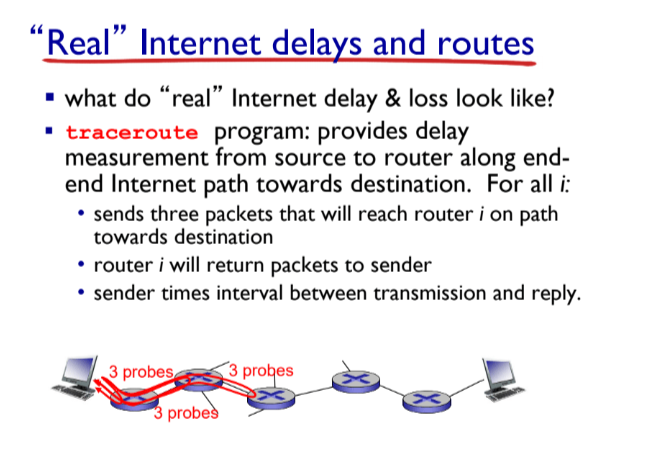 “Real” Internet delays and routes
▪ what do “real” Internet delay & loss look like?
▪ traceroute program: provides delay
measurement from source to router along end-
end Internet path towards destination. For all i:
• sends three packets that will reach router i on path
towards destination
• router i will return packets to sender
• sender times interval between transmission and reply.
3 probes
3 probes
3 probes